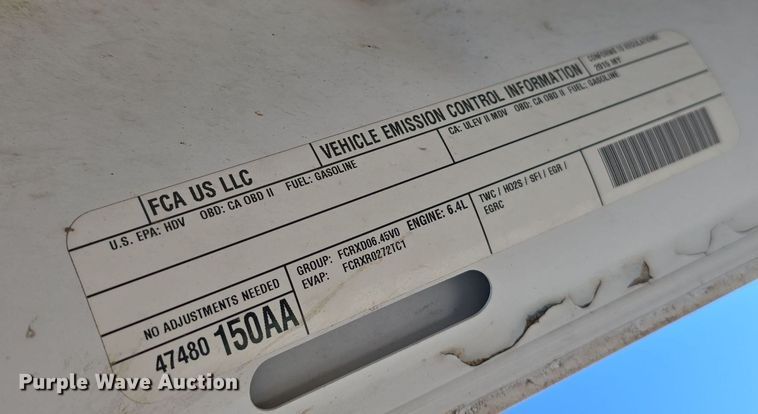 FCA US LLC
VEHICLE EMISSION CONTROL INFORMATION
CONFORMS TO REGULATIONS:
2015 MY
U.S. EPA: HDV OBD: CA OBD II FUEL: GASOLINE
CA: ULEV II MDV OBD: CA OBD II FUEL: GASOLINE
NO ADJUSTMENTS NEEDED
47480 150AA
GROUP: FCRXD06.45V0 ENGINE: 6.4L
EVAP: FCRXR0272TC1
TWC / HO2S / SFI / EGR /
EGRC
Purple Wave Auction